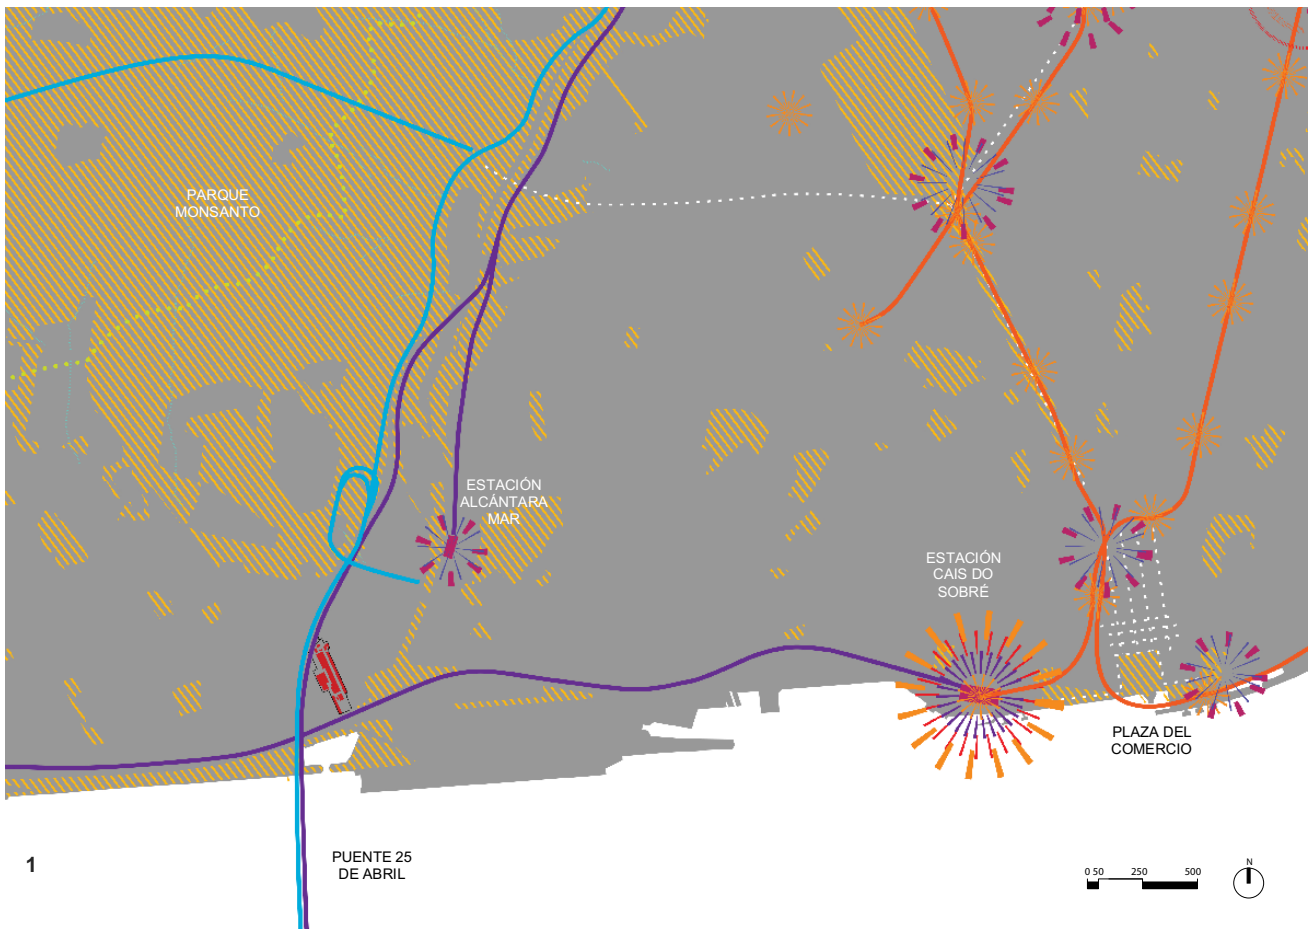 PARQUE
MONSANTO
ESTACIÓN
ALCÁNTARA
MAR
ESTACIÓN
CAIS DO
SOBRÉ
PLAZA DEL
COMERCIO
PUENTE 25
DE ABRIL
1
0 50 250 500
N